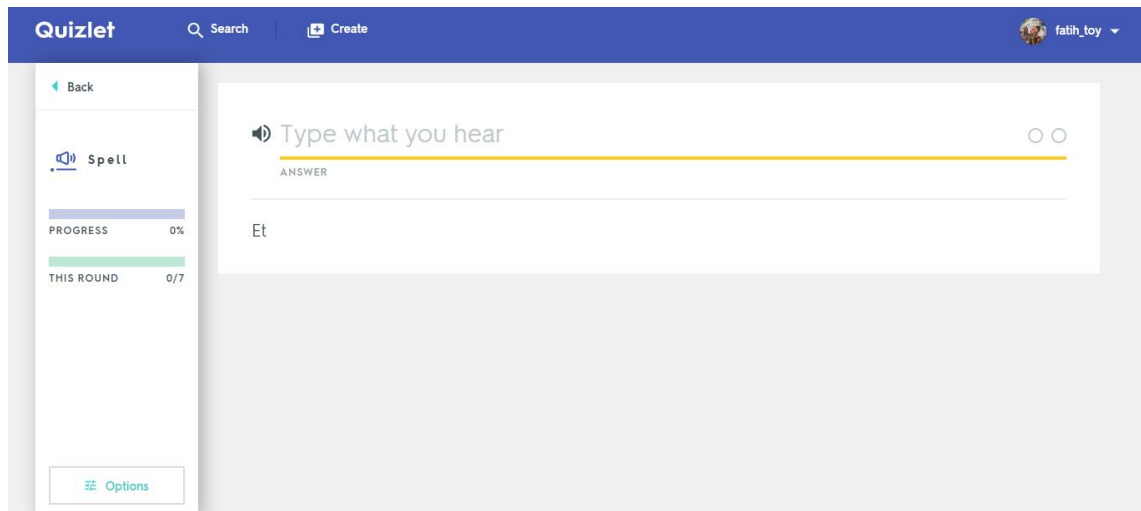 Quizlet Search Create fatih_toy
Back
Type what you hear
Spell
ANSWER
PROGRESS 0%
Et
THIS ROUND 0/7
Options